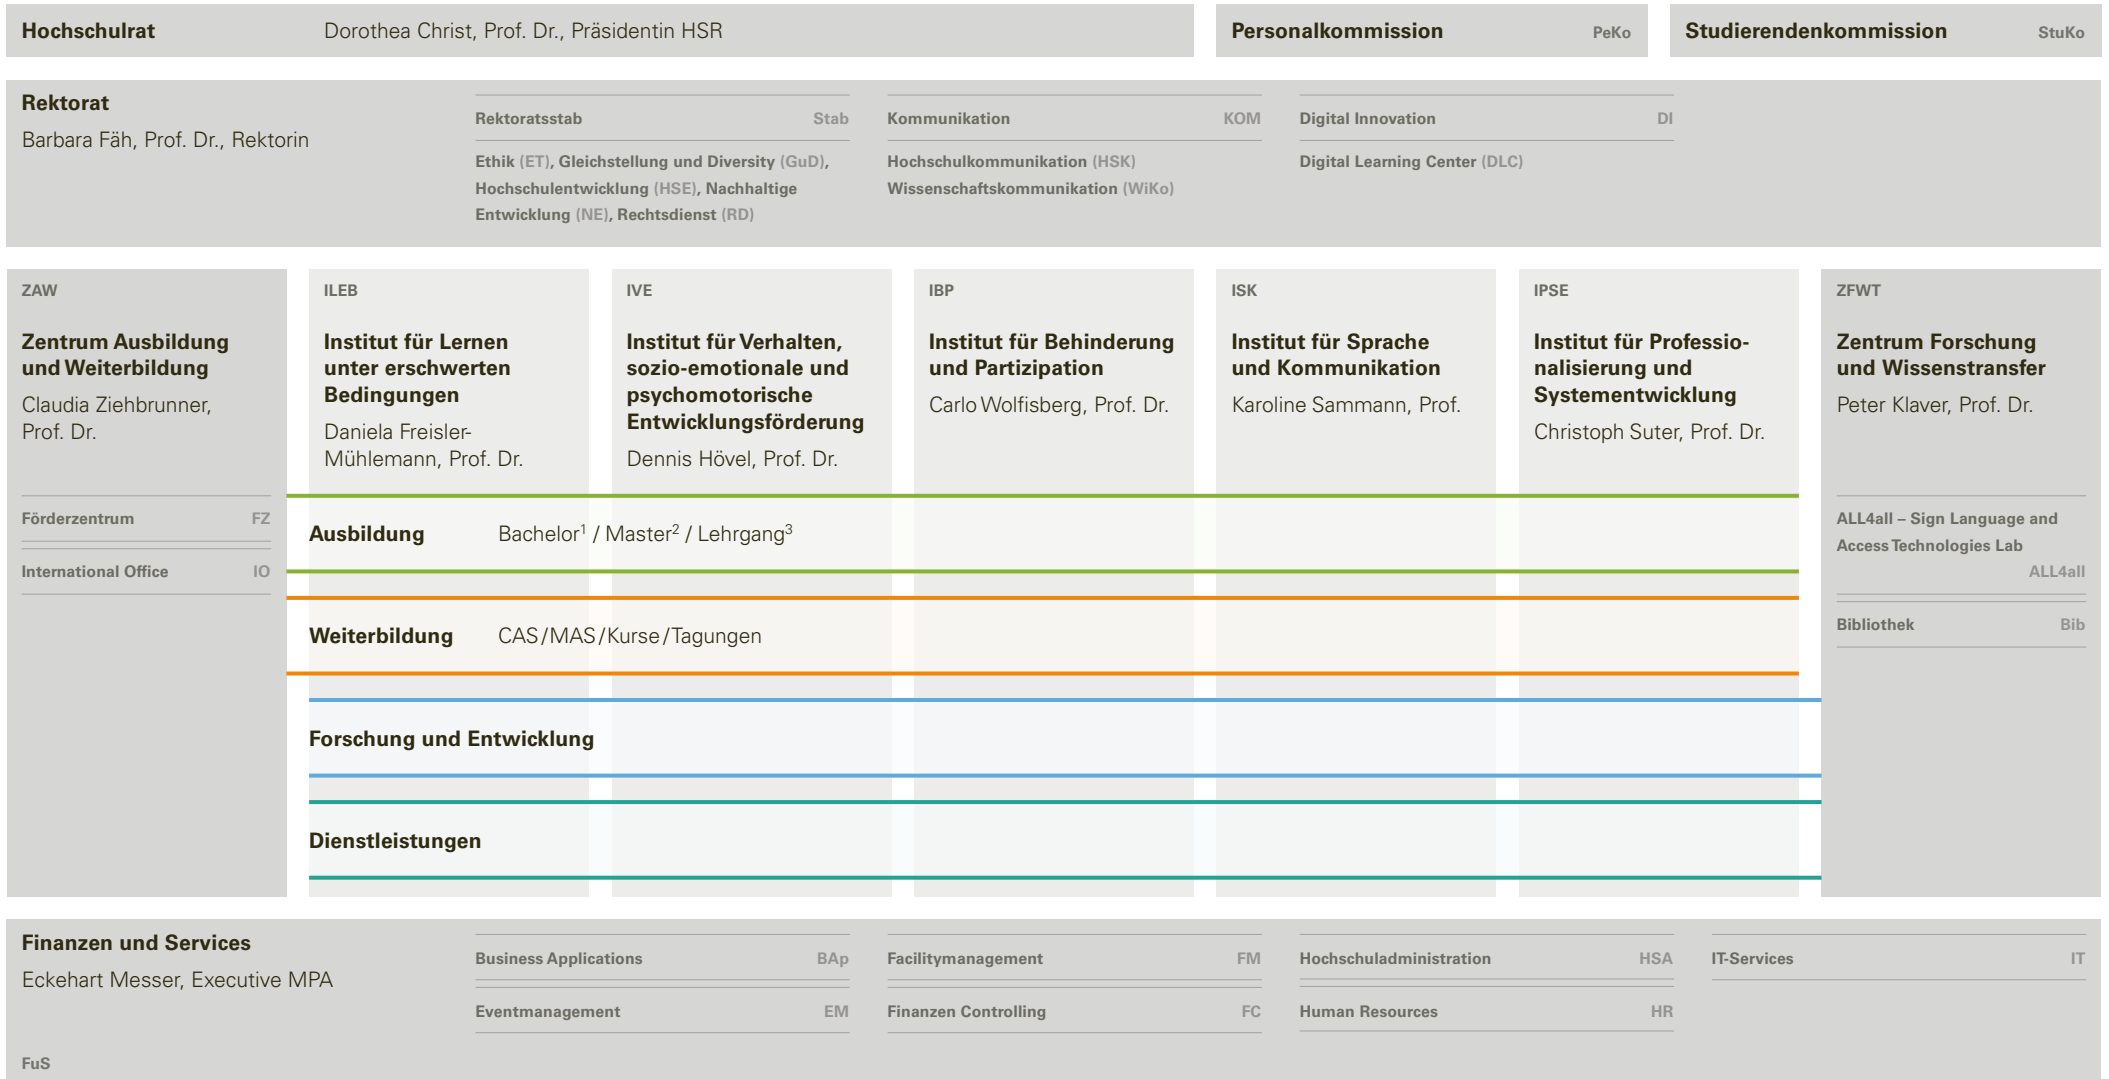 Hochschulrat Dorothea Christ, Prof. Dr., Präsidentin HSR
Personalkommission PeKo
Studierendenkommission StuKo
Rektorat
Barbara Fäh, Prof. Dr., Rektorin
Rektoratsstab Stab
Ethik (ET), Gleichstellung und Diversity (GuD),
Hochschulentwicklung (HSE), Nachhaltige
Entwicklung (NE), Rechtsdienst (RD)
Kommunikation KOM
Hochschulkommunikation (HSK)
Wissenschaftskommunikation (WiKo)
Digital Innovation DI
Digital Learning Center (DLC)
ZAW
Zentrum Ausbildung
und Weiterbildung
Claudia Ziehbrunner,
Prof. Dr.
Förderzentrum FZ
International Office IO
ILEB
Institut für Lernen
unter erschwerten
Bedingungen
Daniela Freisler-
Mühlemann, Prof. Dr.
IVE
Institut für Verhalten,
sozio-emotionale und
psychomotorische
Entwicklungsförderung
Dennis Hövel, Prof. Dr.
IBP
Institut für Behinderung
und Partizipation
Carlo Wolfisberg, Prof. Dr.
ISK
Institut für Sprache
und Kommunikation
Karoline Sammann, Prof.
IPSE
Institut für Professio-
nalisierung und
Systementwicklung
Christoph Suter, Prof. Dr.
ZFWT
Zentrum Forschung
und Wissenstransfer
Peter Klaver, Prof. Dr.
ALL4all – Sign Language and
Access Technologies Lab
ALL4all
Bibliothek Bib
Ausbildung Bachelor¹ / Master² / Lehrgang³
Weiterbildung CAS/MAS/Kurse/Tagungen
Forschung und Entwicklung
Dienstleistungen
Finanzen und Services
Eckehart Messer, Executive MPA
FuS
Business Applications BAp
Eventmanagement EM
Facilitymanagement FM
Finanzen Controlling FC
Hochschuladministration HSA
Human Resources HR
IT-Services IT